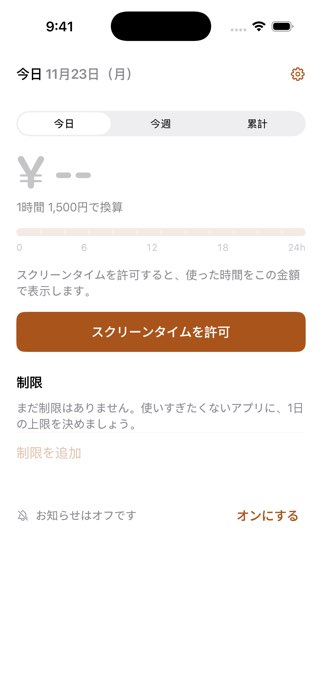 9:41
今日 11月23日（月）
今日 今週 累計
¥ --
1時間 1,500円で換算
0 6 12 18 24h
スクリーンタイムを許可すると、使った時間をこの金額
で表示します。
スクリーンタイムを許可
制限
まだ制限はありません。使いすぎたくないアプリに、1日
の上限を決めましょう。
制限を追加
お知らせはオフです オンにする